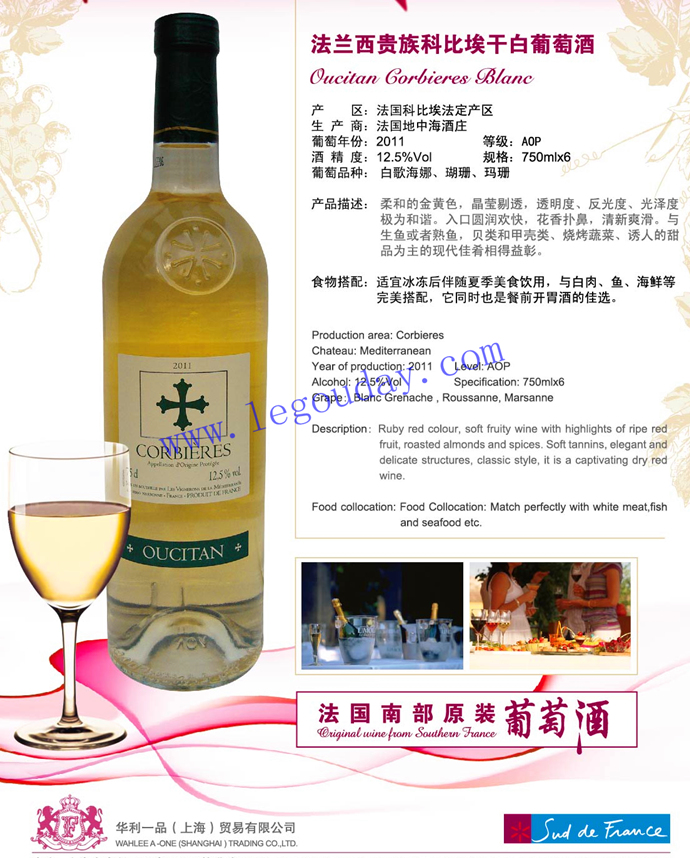 法兰西贵族科比埃干白葡萄酒
Oucitan Corbieres Blanc
产 区：法国科比埃法定产区
生 产 商：法国地中海酒庄
葡萄年份：2011 等级：AOP
酒 精 度：12.5%Vol 规格：750mlx6
葡萄品种： 白歌海娜、瑚珊、玛珊
产品描述： 柔和的金黄色，晶莹剔透，透明度、反光度、光泽度
极为和谐。入口圆润欢快，花香扑鼻，清新爽滑。与
生鱼或者熟鱼，贝类和甲壳类、烧烤蔬菜、诱人的甜
品为主的现代佳肴相得益彰。
食物搭配：适宜冰冻后伴随夏季美食饮用，与白肉、鱼、海鲜等
完美搭配，它同时也是餐前开胃酒的佳选。
Production area: Corbieres
Chateau: Mediterranean
Year of production: 2011 Level: AOP
Alcohol: 12.5%Vol Specification: 750mlx6
Grape: Blanc Grenache , Roussanne, Marsanne
Description: Ruby red colour, soft fruity wine with highlights of ripe red
fruit, roasted almonds and spices. Soft tannins, elegant and
delicate structures, classic style, it is a captivating dry red
wine.
Food collocation: Food Collocation: Match perfectly with white meat,fish
and seafood etc.
www.legouday.com
2011
CORBIÈRES
Appellation d'Origine Protégée
12.5% vol.
PAR LES VIGNERONS DE LA MÉDITERRANÉE
FRANCE - PRODUCT OF FRANCE
OUCITAN
法国南部原装葡萄酒
Original wine from Southern France
F
华利一品（上海）贸易有限公司
WAHLEE A -ONE (SHANGHAI ) TRADING CO.,LTD.
Sud de France